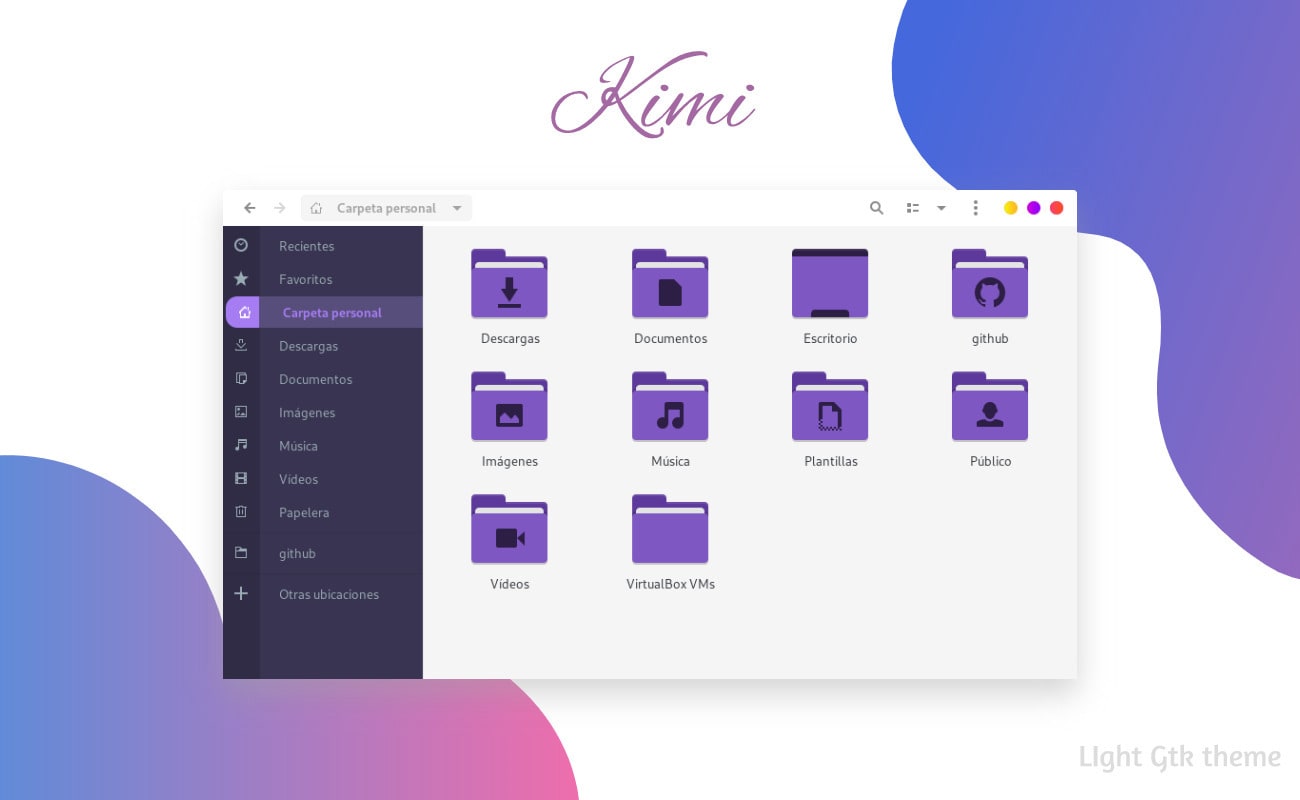 Kimi
Carpeta personal
Recientes
Favoritos
Carpeta personal
Descargas
Documentos
Imágenes
Música
Vídeos
Papelera
github
Otras ubicaciones
Descargas
Documentos
Escritorio
github
Imágenes
Música
Plantillas
Público
Vídeos
VirtualBox VMs
LIght Gtk theme